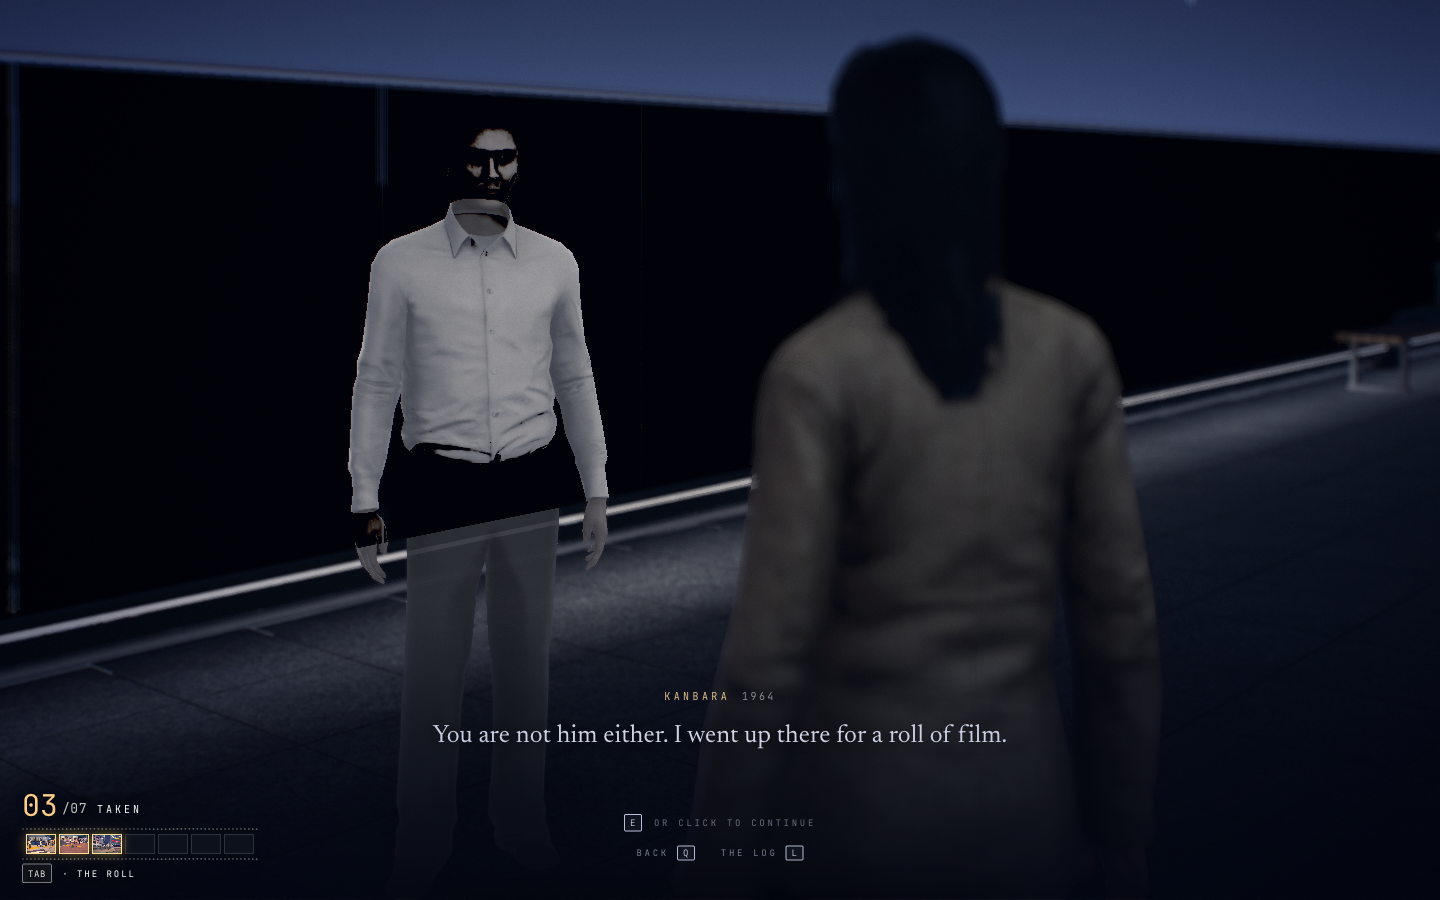 KANBARA 1964
You are not him either. I went up there for a roll of film.
03 /07 TAKEN
E OR CLICK TO CONTINUE
BACK Q THE LOG L
TAB · THE ROLL